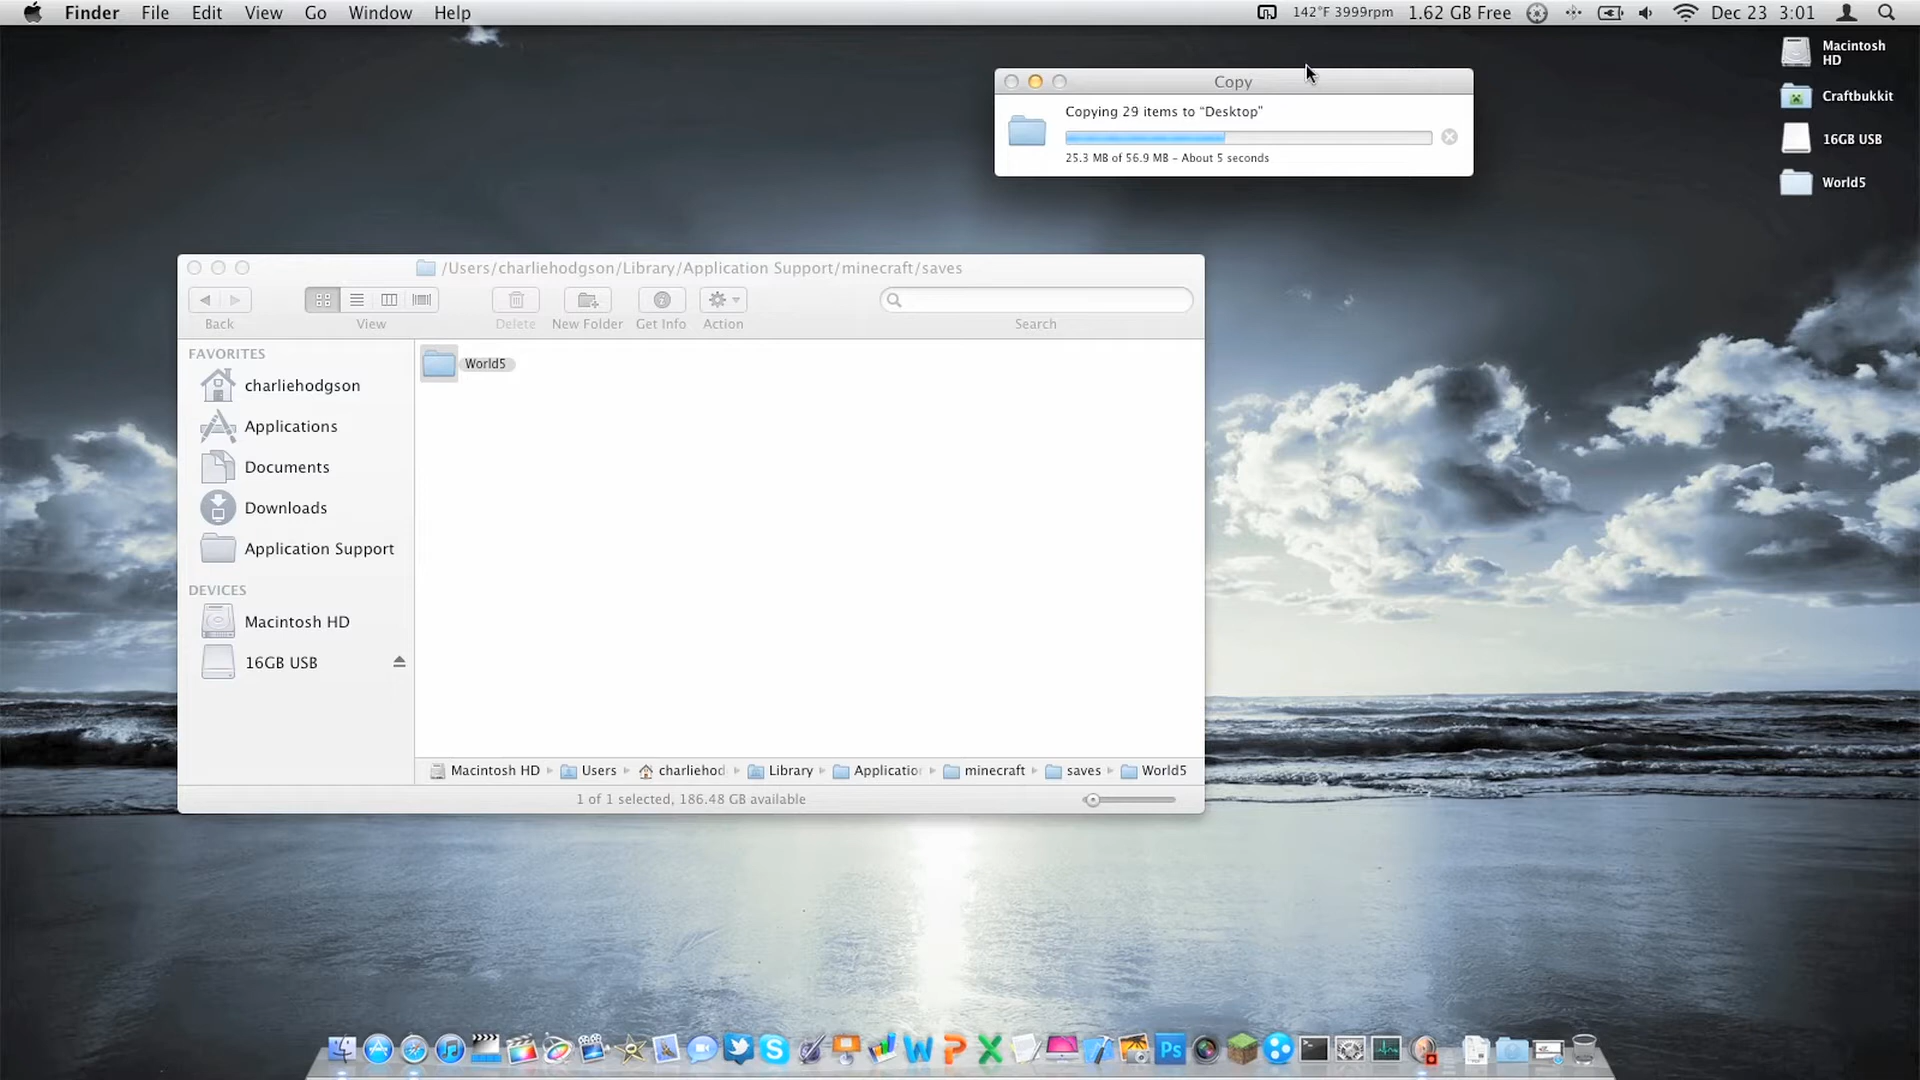 Finder File Edit View Go Window Help 142°F 3999rpm 1.62 GB Free Dec 23 3:01
Macintosh HD
Craftbukkit
16GB USB
World5
Copy
Copying 29 items to “Desktop”
25.3 MB of 56.9 MB – About 5 seconds
/Users/charliehodgson/Library/Application Support/minecraft/saves
Back View Delete New Folder Get Info Action Search
FAVORITES
charliehodgson
Applications
Documents
Downloads
Application Support
DEVICES
Macintosh HD
16GB USB
World5
Macintosh HD Users charliehod Library Applicatio minecraft saves World5
1 of 1 selected, 186.48 GB available
Ps